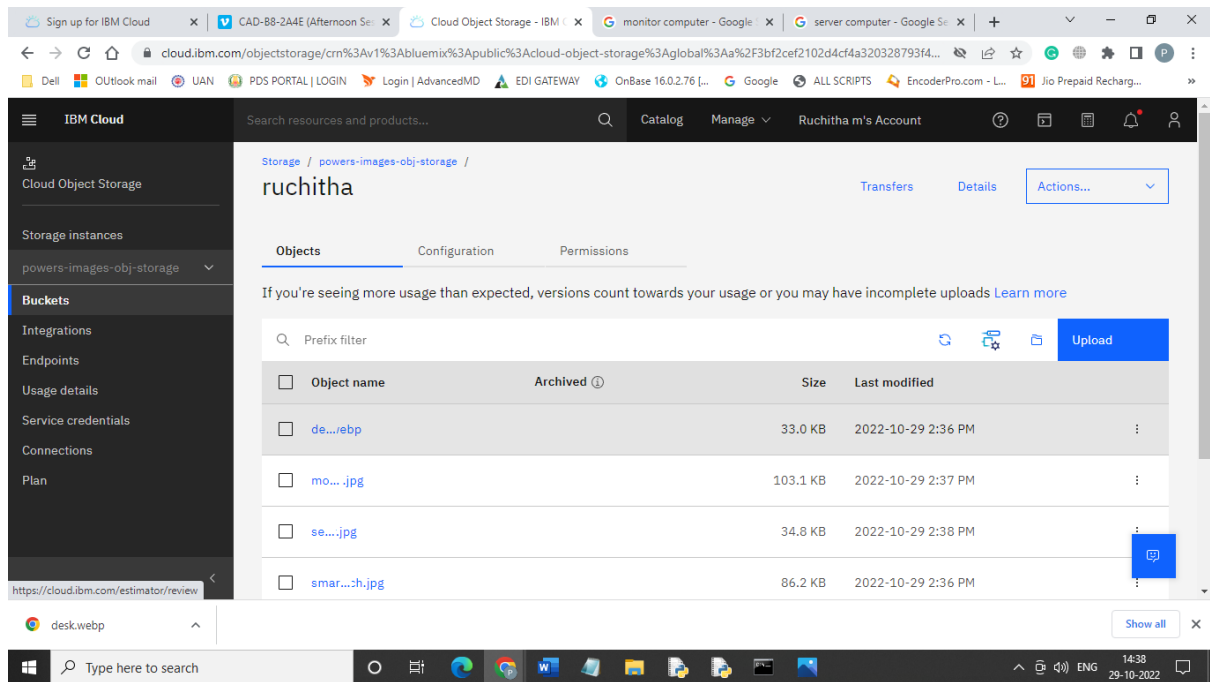 Sign up for IBM Cloud
CAD-B8-2A4E (Afternoon Ses
Cloud Object Storage - IBM C
monitor computer - Google S
server computer - Google Se
cloud.ibm.com/objectstorage/crn%3Av1%3Abluemix%3Apublic%3Acloud-object-storage%3Aglobal%3Aa%2F3bf2cef2102d4cf4a320328793f4...
Dell
OUtlook mail
UAN
PDS PORTAL | LOGIN
Login | AdvancedMD
EDI GATEWAY
OnBase 16.0.2.76 [...
Google
ALL SCRIPTS
EncoderPro.com - L...
Jio Prepaid Recharg...
IBM Cloud
Search resources and products...
Catalog
Manage
Ruchitha m's Account
Cloud Object Storage
Storage instances
powers-images-obj-storage
Buckets
Integrations
Endpoints
Usage details
Service credentials
Connections
Plan
https://cloud.ibm.com/estimator/review
Storage / powers-images-obj-storage /
ruchitha
Transfers
Details
Actions...
Objects
Configuration
Permissions
If you're seeing more usage than expected, versions count towards your usage or you may have incomplete uploads Learn more
Prefix filter
Upload
Object name Archived Size Last modified
de...ebp 33.0 KB 2022-10-29 2:36 PM
mo... .jpg 103.1 KB 2022-10-29 2:37 PM
se....jpg 34.8 KB 2022-10-29 2:38 PM
smar...ch.jpg 86.2 KB 2022-10-29 2:36 PM
desk.webp
Show all
Type here to search
ENG
14:38
29-10-2022